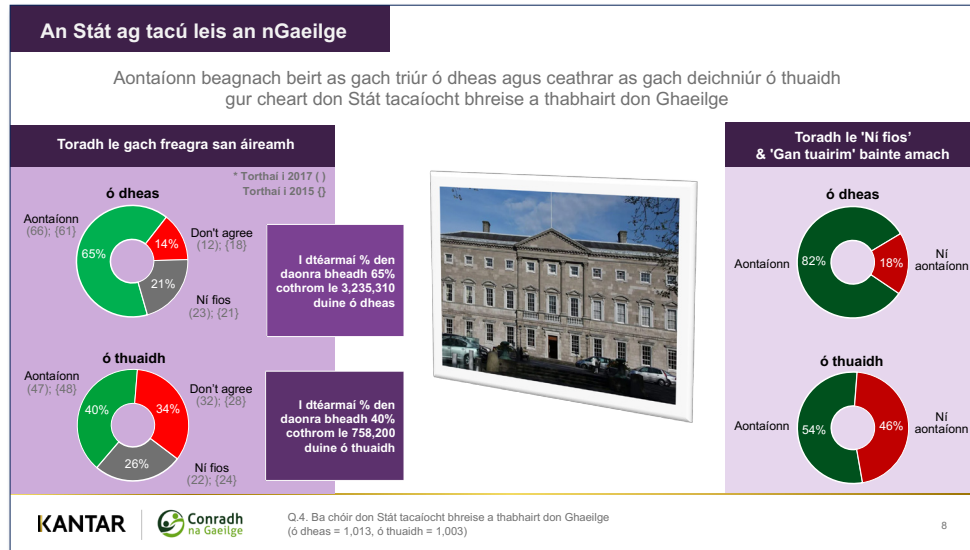 An Stát ag tacú leis an nGaeilge
Aontaíonn beagnach beirt as gach triúr ó dheas agus ceathrar as gach deichniúr ó thuaidh
gur cheart don Stát tacaíocht bhreise a thabhairt don Ghaeilge
Toradh le gach freagra san áireamh
* Torthaí i 2017 ( )
Torthaí i 2015 {}
ó dheas
Aontaíonn
(66); {61}
65%
14%
21%
Don't agree
(12); {18}
Ní fios
(23); {21}
I dtéarmaí % den
daonra bheadh 65%
cothrom le 3,235,310
duine ó dheas
ó thuaidh
Aontaíonn
(47); {48}
40%
34%
26%
Don't agree
(32); {28}
Ní fios
(22); {24}
I dtéarmaí % den
daonra bheadh 40%
cothrom le 758,200
duine ó thuaidh
Toradh le 'Ní fios'
& 'Gan tuairim' bainte amach
ó dheas
Aontaíonn
82%
18%
Ní
aontaíonn
ó thuaidh
Aontaíonn
54%
46%
Ní
aontaíonn
KANTAR
Conradh
na Gaeilge
Q.4. Ba chóir don Stát tacaíocht bhreise a thabhairt don Ghaeilge
(ó dheas = 1,013, ó thuaidh = 1,003)
8